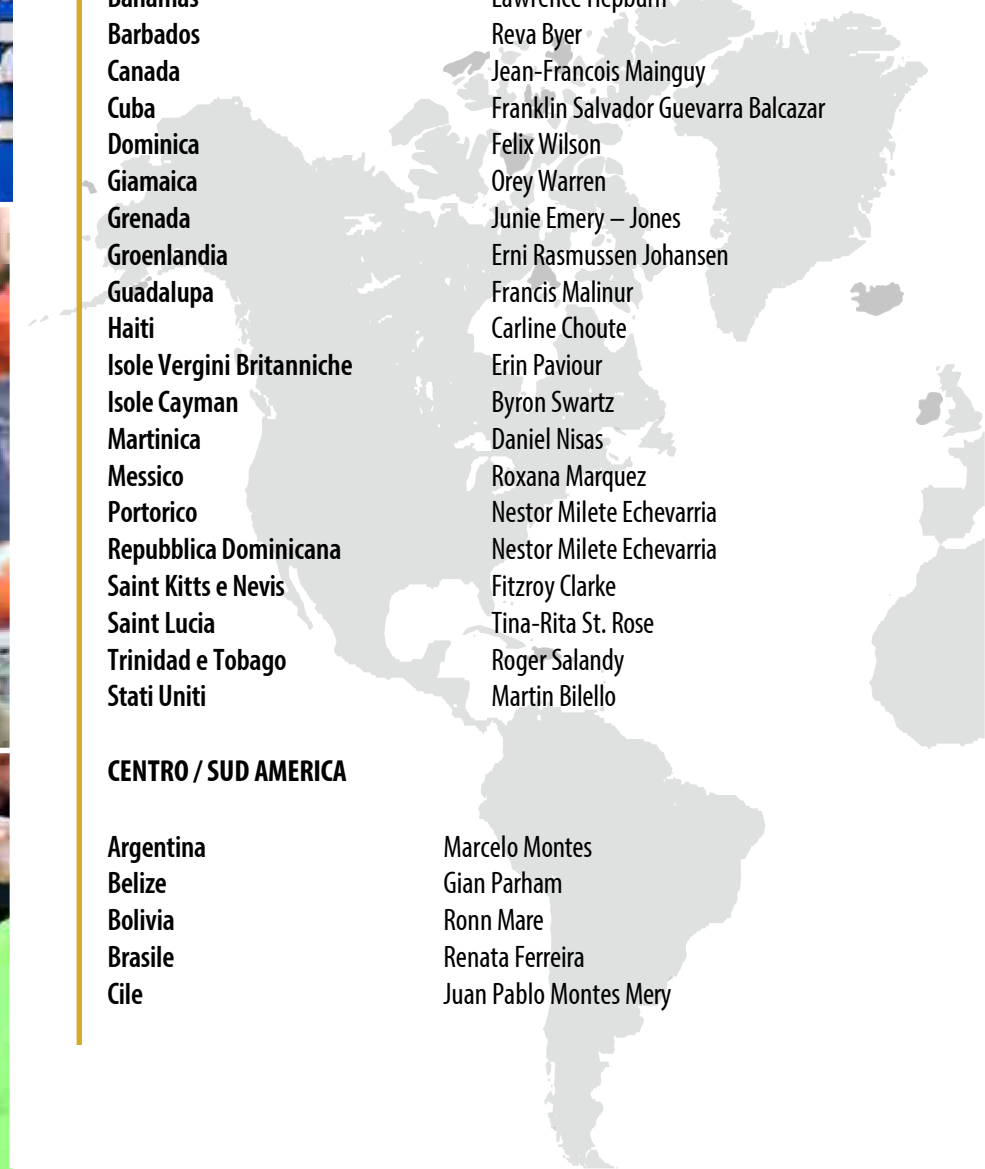 Bahamas Lawrence Hepburn
Barbados Reva Byer
Canada Jean-Francois Mainguy
Cuba Franklin Salvador Guevarra Balcazar
Dominica Felix Wilson
Giamaica Orey Warren
Grenada Junie Emery – Jones
Groenlandia Erni Rasmussen Johansen
Guadalupa Francis Malinur
Haiti Carline Choute
Isole Vergini Britanniche Erin Paviour
Isole Cayman Byron Swartz
Martinica Daniel Nisas
Messico Roxana Marquez
Portorico Nestor Milete Echevarria
Repubblica Dominicana Nestor Milete Echevarria
Saint Kitts e Nevis Fitzroy Clarke
Saint Lucia Tina-Rita St. Rose
Trinidad e Tobago Roger Salandy
Stati Uniti Martin Bilello
CENTRO / SUD AMERICA
Argentina Marcelo Montes
Belize Gian Parham
Bolivia Ronn Mare
Brasile Renata Ferreira
Cile Juan Pablo Montes Mery